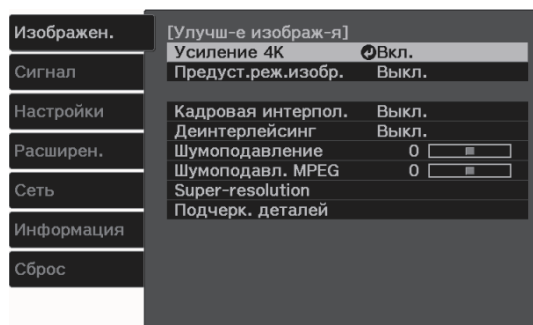 Изображен.
Сигнал
Настройки
Расширен.
Сеть
Информация
Сброс
[Улучш-е изображ-я]
Усиление 4K Вкл.
Предуст.реж.изобр. Выкл.
Кадровая интерпол. Выкл.
Деинтерлейсинг Выкл.
Шумоподавление 0
Шумоподавл. MPEG 0
Super-resolution
Подчерк. деталей